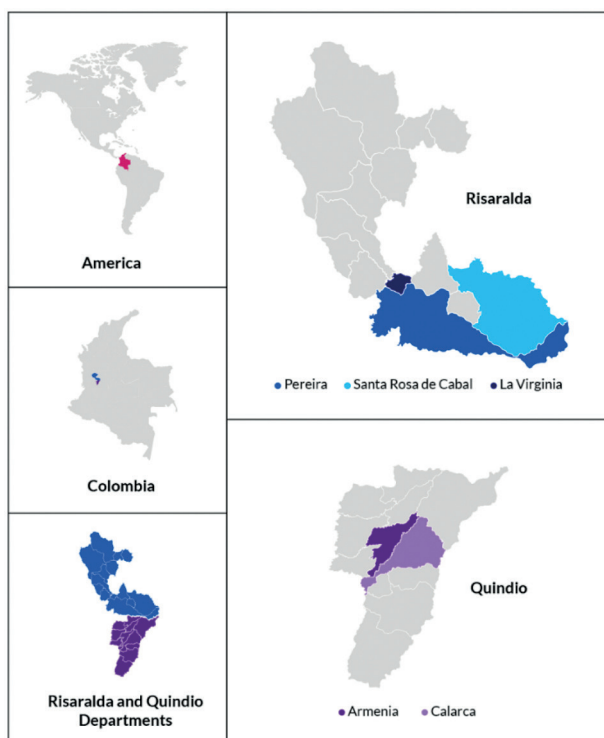 America
Colombia
Risaralda and Quindio
Departments
Risaralda
Pereira Santa Rosa de Cabal La Virginia
Quindio
Armenia Calarca